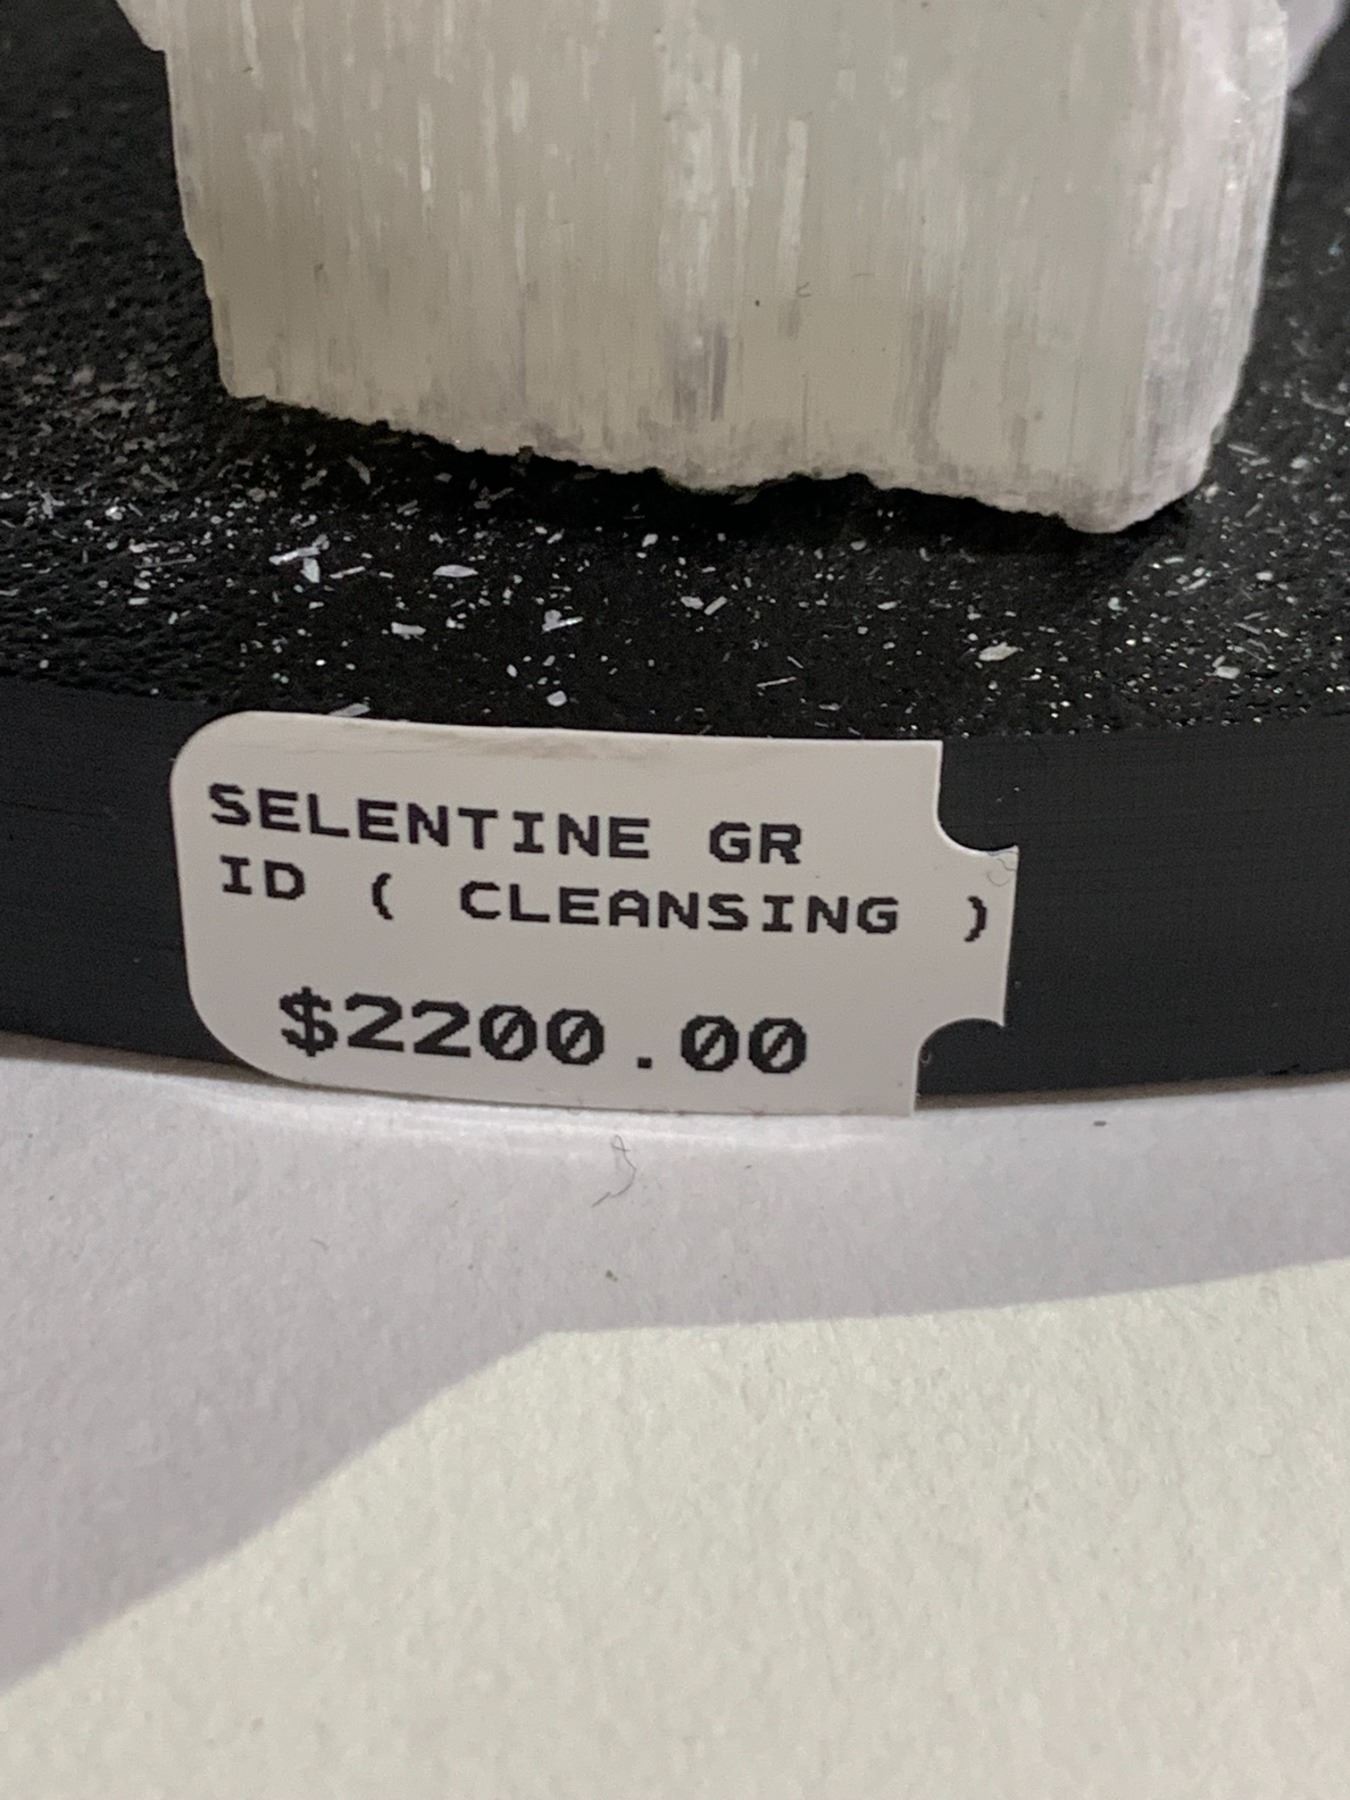 SELENTINE GR
ID ( CLEANSING )
$2200.00